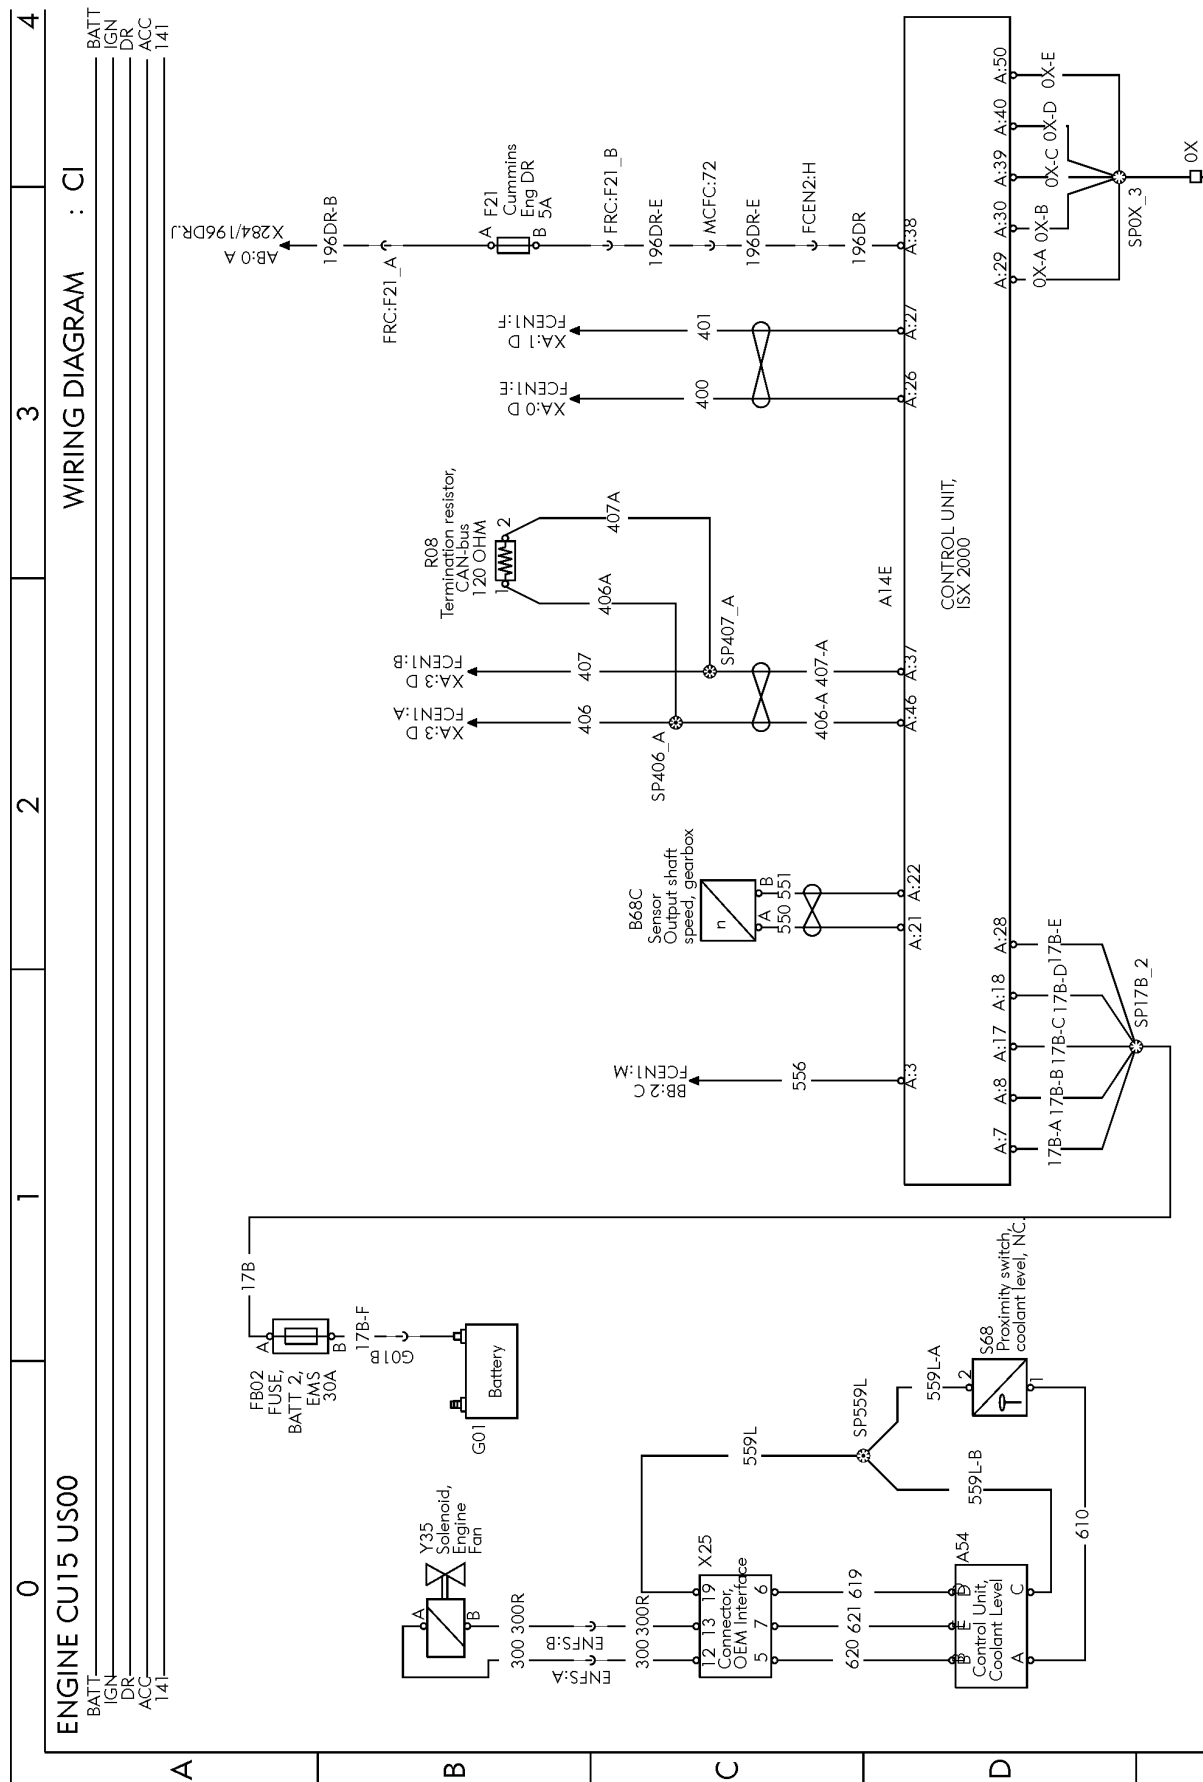 0
1
2
3
4
ENGINE CU15 US00
WIRING DIAGRAM : CI
BATT
IGN
DR
ACC
141
BATT
IGN
DR
ACC
141
A
B
C
D
AB:0 A
X284/196DR:J
196DR-B
FRC:F21_A
A
F21
Cummins
Eng DR
5A
B
FRC:F21_B
196DR-E
MCFC:72
196DR-E
FCEN2:H
196DR
A:38
XA:1 D
FCEN1:F
401
A:27
XA:0 D
FCEN1:E
400
A:26
R08
Termination resistor,
CAN-bus
120 OHM
1
2
406A
407A
XA:3 D
FCEN1:B
407
SP407_A
407-A
A:37
XA:3 D
FCEN1:A
406
SP406_A
406-A
A:46
A14E
CONTROL UNIT,
ISX 2000
B68C
Sensor
Output shaft
speed, gearbox
n
A
B
550 551
A:21
A:22
BB:2 C
FCEN1:M
556
A:3
A:7
A:8
A:17
A:18
A:28
17B-A
17B-B
17B-C
17B-D
17B-E
SP17B_2
A:29
A:30
A:39
A:40
A:50
0X-A
0X-B
0X-C
0X-D
0X-E
SP0X_3
0X
17B
A
FB02
FUSE,
BATT 2,
EMS
30A
B
17B-F
G01B
Battery
G01
Y35
Solenoid,
Engine
Fan
A
B
300 300R
ENFS:A
ENFS:B
300 300R
12 13 19
X25
Connector,
OEM Interface
5 7 6
620 621 619
B E D
A54
Control Unit,
Coolant Level
A C
559L
SP559L
559L-A
559L-B
2
S68
Proximity switch,
coolant level, NC.
1
610